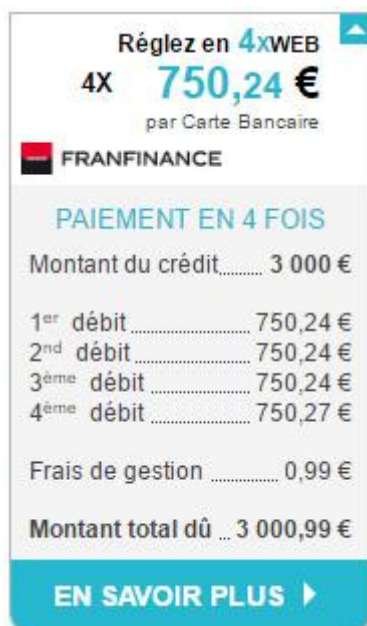 Réglez en 4xWEB
4X 750,24 €
par Carte Bancaire
FRANFINANCE
PAIEMENT EN 4 FOIS
Montant du crédit........ 3 000 €
1er débit .................. 750,24 €
2nd débit .................. 750,24 €
3ème débit ............... 750,24 €
4ème débit ............... 750,27 €
Frais de gestion ........... 0,99 €
Montant total dû .. 3 000,99 €
EN SAVOIR PLUS